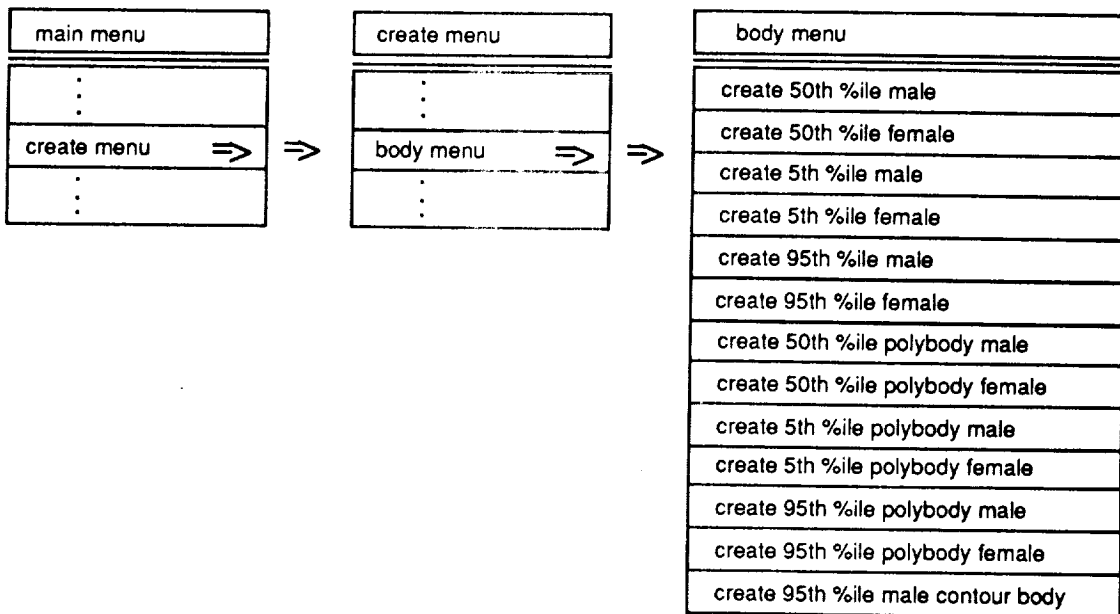 main menu
create menu
create menu
body menu
body menu
create 50th %ile male
create 50th %ile female
create 5th %ile male
create 5th %ile female
create 95th %ile male
create 95th %ile female
create 50th %ile polybody male
create 50th %ile polybody female
create 5th %ile polybody male
create 5th %ile polybody female
create 95th %ile polybody male
create 95th %ile polybody female
create 95th %ile male contour body